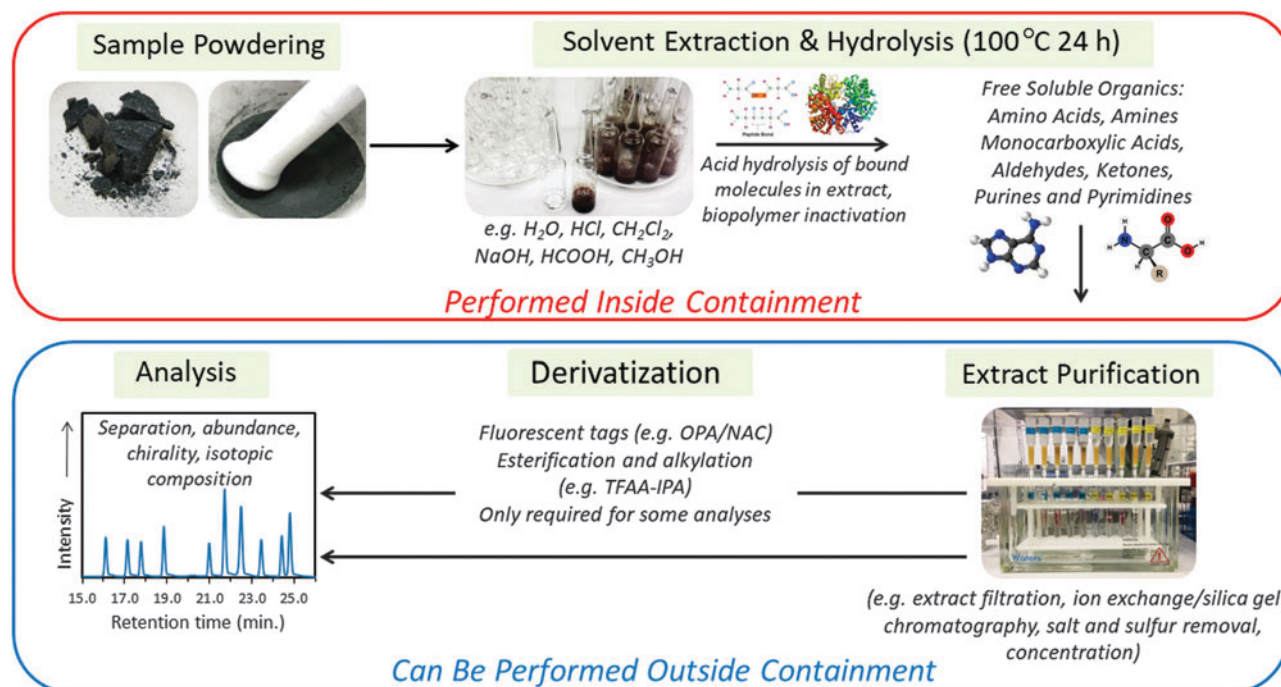 Sample Powdering
Solvent Extraction & Hydrolysis (100 °C 24 h)
Peptide Bond
e.g. H₂O, HCl, CH₂Cl₂,
NaOH, HCOOH, CH₃OH
Acid hydrolysis of bound
molecules in extract,
biopolymer inactivation
Free Soluble Organics:
Amino Acids, Amines
Monocarboxylic Acids,
Aldehydes, Ketones,
Purines and Pyrimidines
H
N
H
H
C
C
O
O
H
R
Performed Inside Containment
Analysis
Separation, abundance,
chirality, isotopic
composition
Intensity
15.0 17.0 19.0 21.0 23.0 25.0
Retention time (min.)
Derivatization
Fluorescent tags (e.g. OPA/NAC)
Esterification and alkylation
(e.g. TFAA-IPA)
Only required for some analyses
Extract Purification
Waters
(e.g. extract filtration, ion exchange/silica gel
chromatography, salt and sulfur removal,
concentration)
Can Be Performed Outside Containment